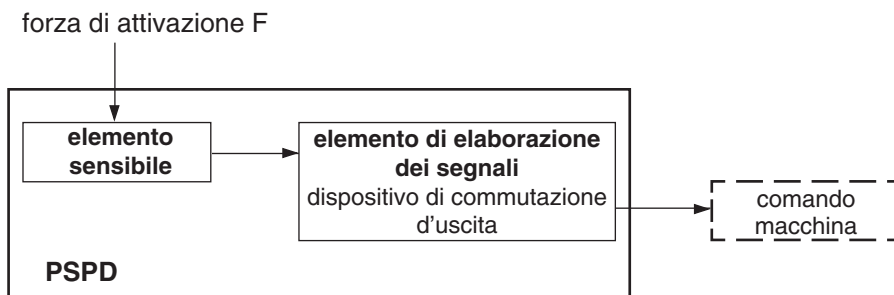 forza di attivazione F
elemento
sensibile
elemento di elaborazione
dei segnali
dispositivo di commutazione
d'uscita
comando
macchina
PSPD